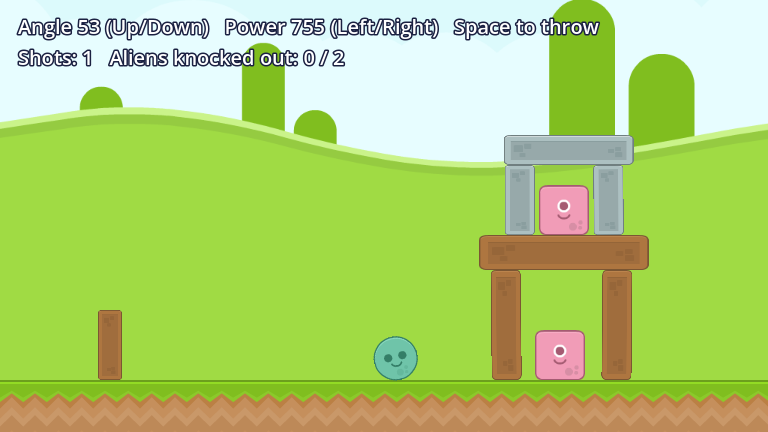 Angle 53 (Up/Down)   Power 755 (Left/Right)   Space to throw
Shots: 1   Aliens knocked out: 0 / 2